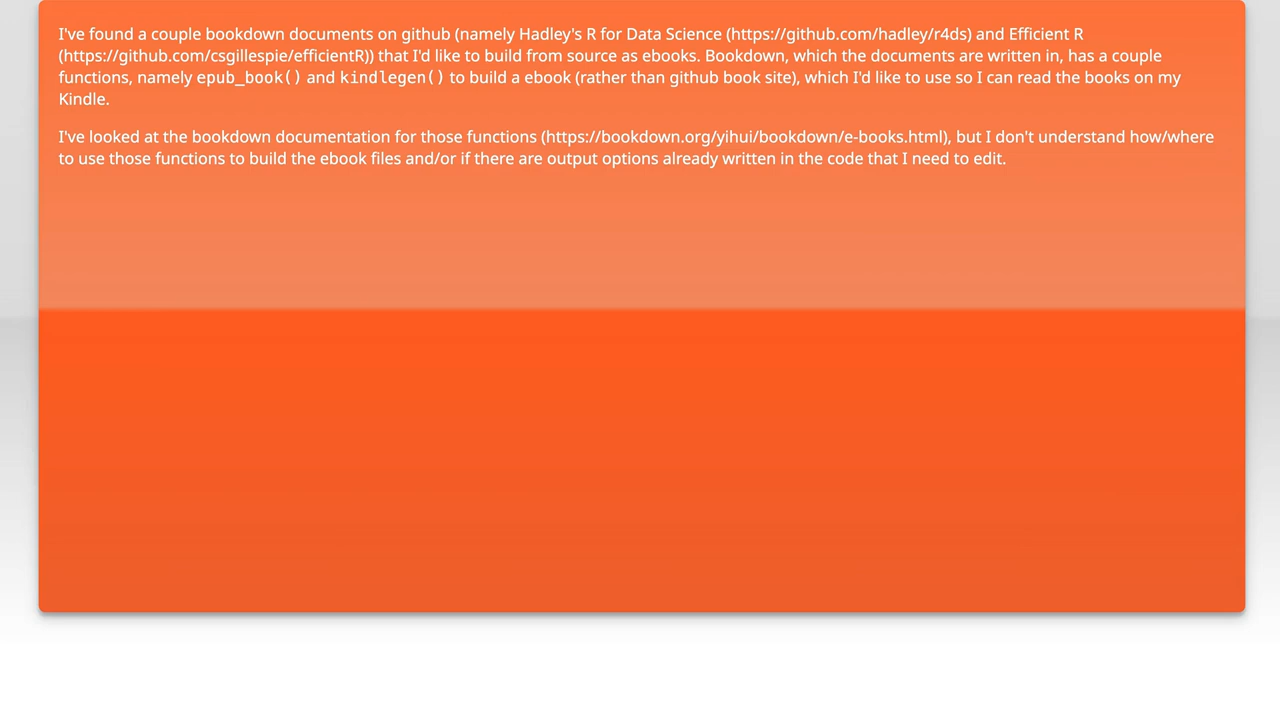 I've found a couple bookdown documents on github (namely Hadley's R for Data Science (https://github.com/hadley/r4ds) and Efficient R
(https://github.com/csgillespie/efficientR)) that I'd like to build from source as ebooks. Bookdown, which the documents are written in, has a couple
functions, namely epub_book() and kindlegen() to build a ebook (rather than github book site), which I'd like to use so I can read the books on my
Kindle.
I've looked at the bookdown documentation for those functions (https://bookdown.org/yihui/bookdown/e-books.html), but I don't understand how/where
to use those functions to build the ebook files and/or if there are output options already written in the code that I need to edit.